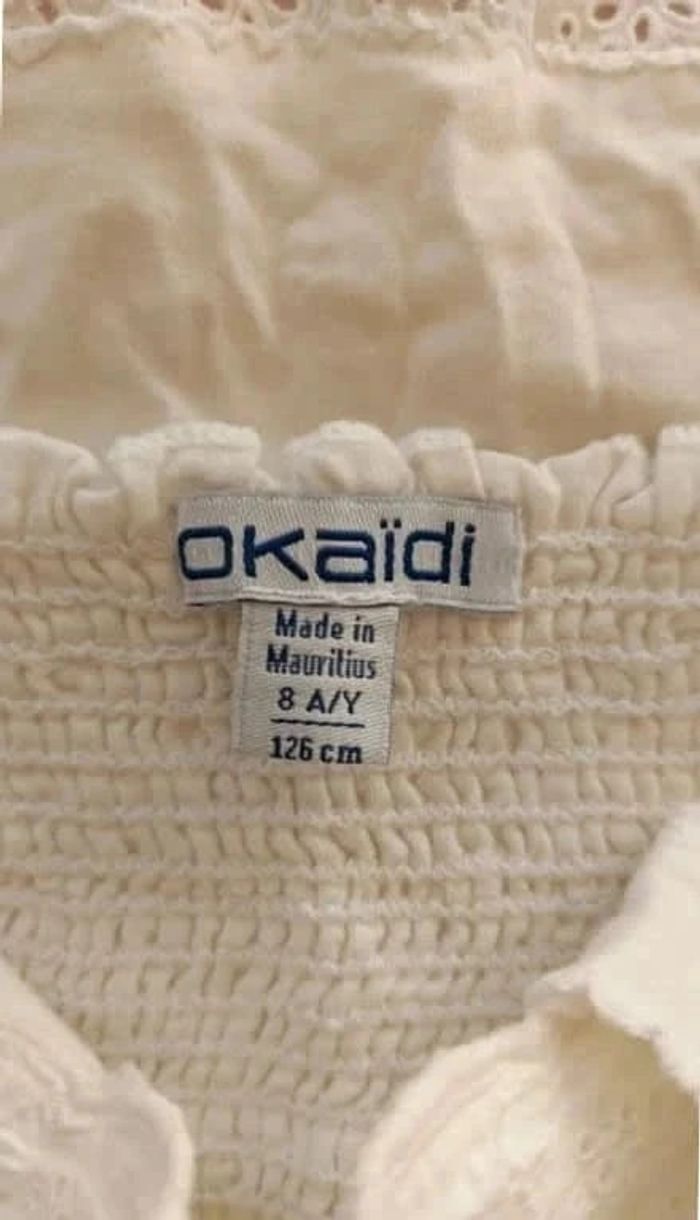 okaïdi
Made in
Mauritius
8 A/Y
126 cm